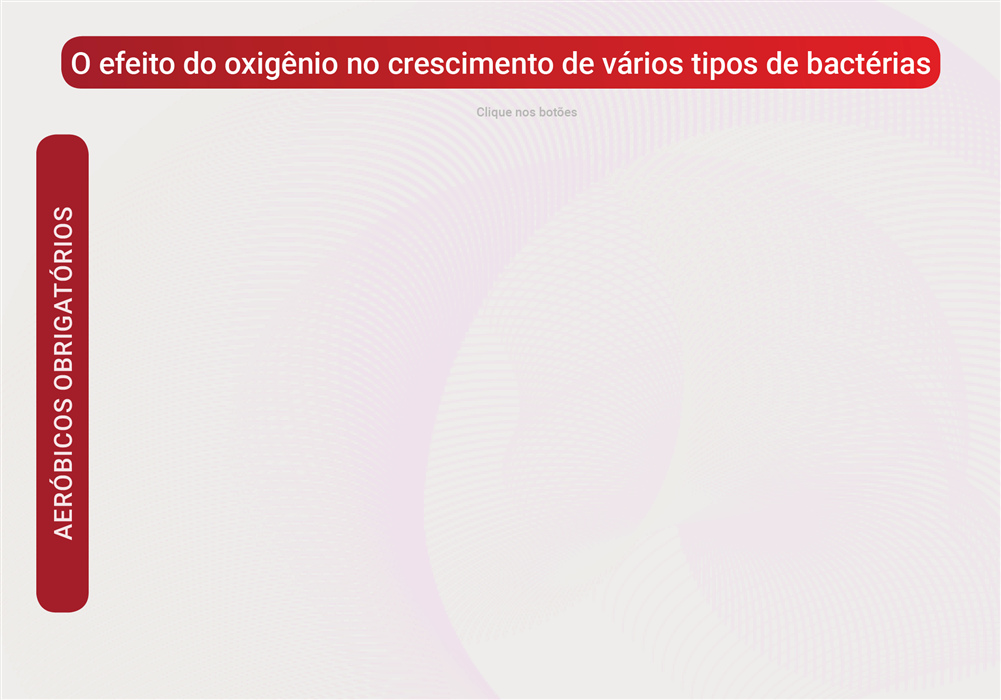 O efeito do oxigênio no crescimento de vários tipos de bactérias
Clique nos botões
AERÓBICOS OBRIGATÓRIOS